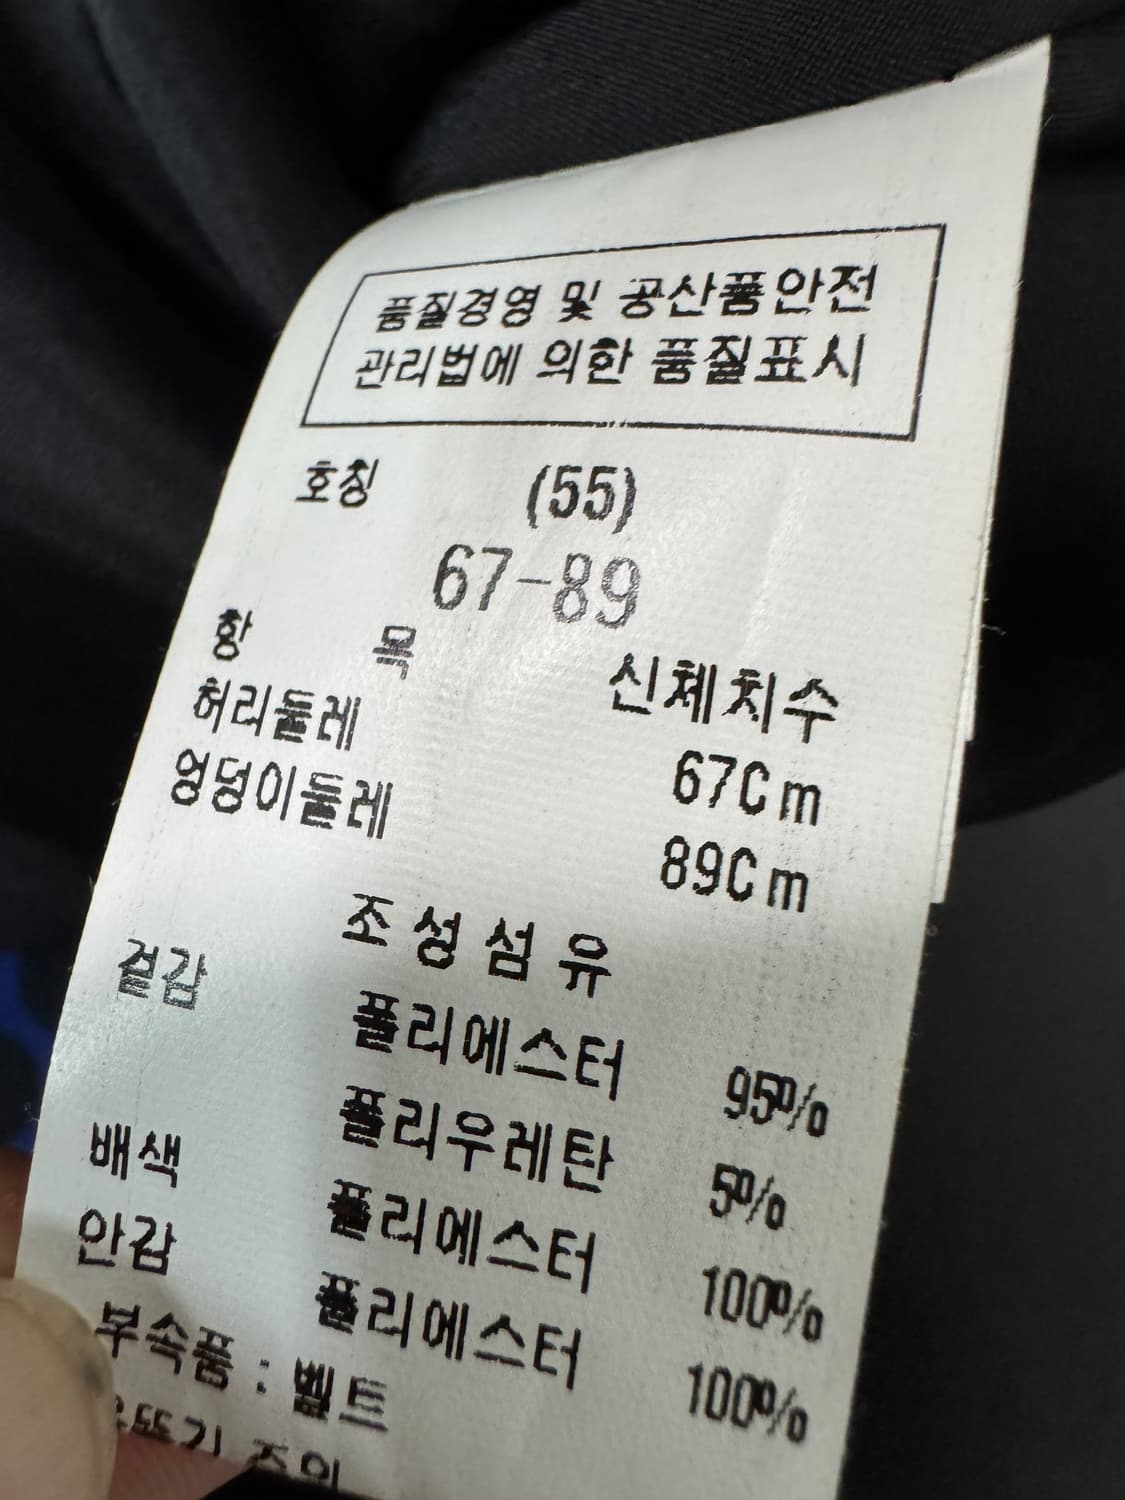 품질경영 및 공산품안전
관리법에 의한 품질표시
호칭 (55)
67-89
항 목 신체치수
허리둘레 67Cm
엉덩이둘레 89Cm
조성섬유
겉감 폴리에스터 95%
폴리우레탄 5%
배색 폴리에스터 100%
안감 폴리에스터 100%
부속품 : 벨트
주의